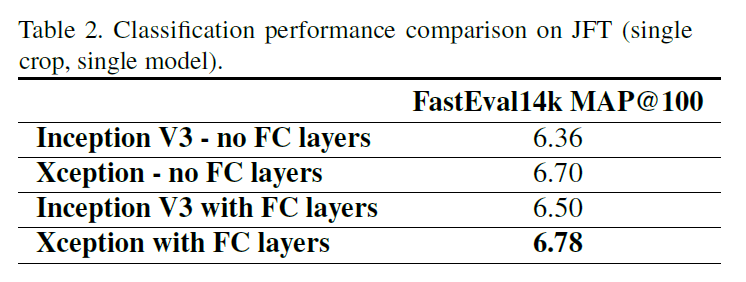 Table 2. Classification performance comparison on JFT (single
crop, single model).
FastEval14k MAP@100
Inception V3 - no FC layers 6.36
Xception - no FC layers 6.70
Inception V3 with FC layers 6.50
Xception with FC layers 6.78